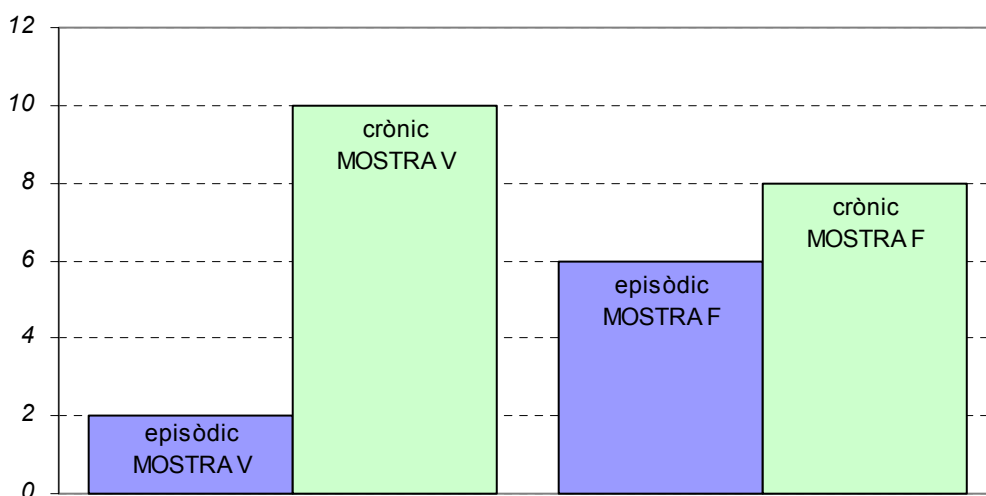 12
10
8
6
4
2
0
crònic
MOSTRA V
crònic
MOSTRA F
episòdic
MOSTRA F
episòdic
MOSTRA V